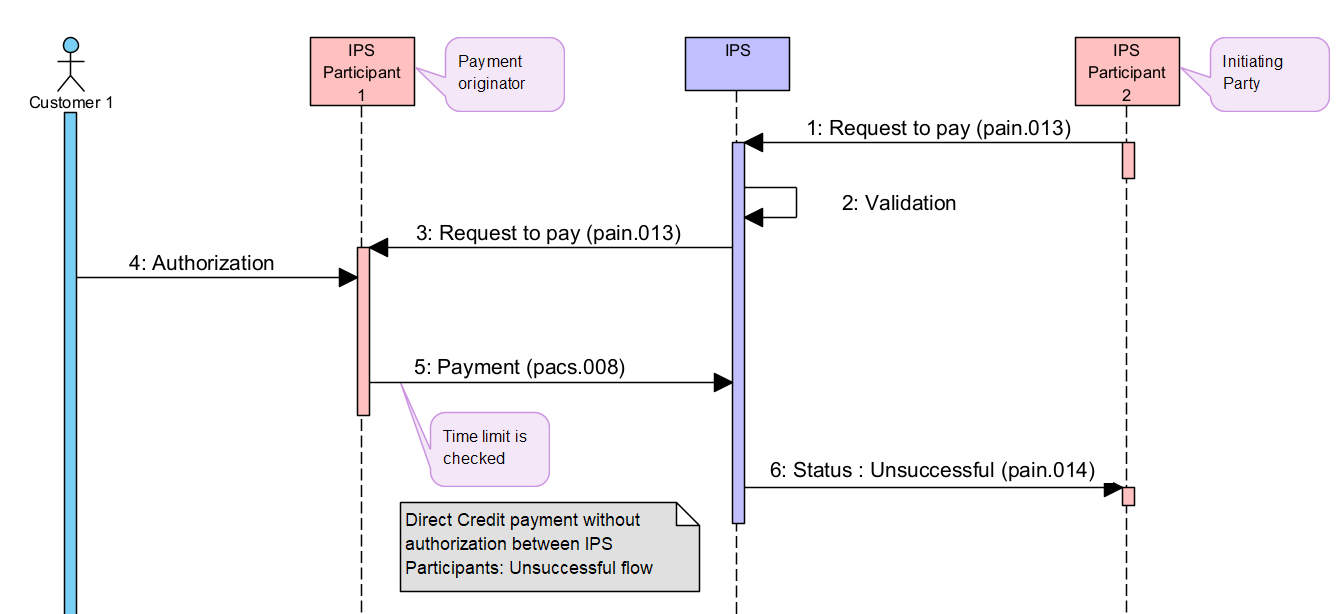 Customer 1
IPS
Participant
1
Payment
originator
IPS
IPS
Participant
2
Initiating
Party
1: Request to pay (pain.013)
2: Validation
3: Request to pay (pain.013)
4: Authorization
5: Payment (pacs.008)
Time limit is
checked
6: Status : Unsuccessful (pain.014)
Direct Credit payment without
authorization between IPS
Participants: Unsuccessful flow